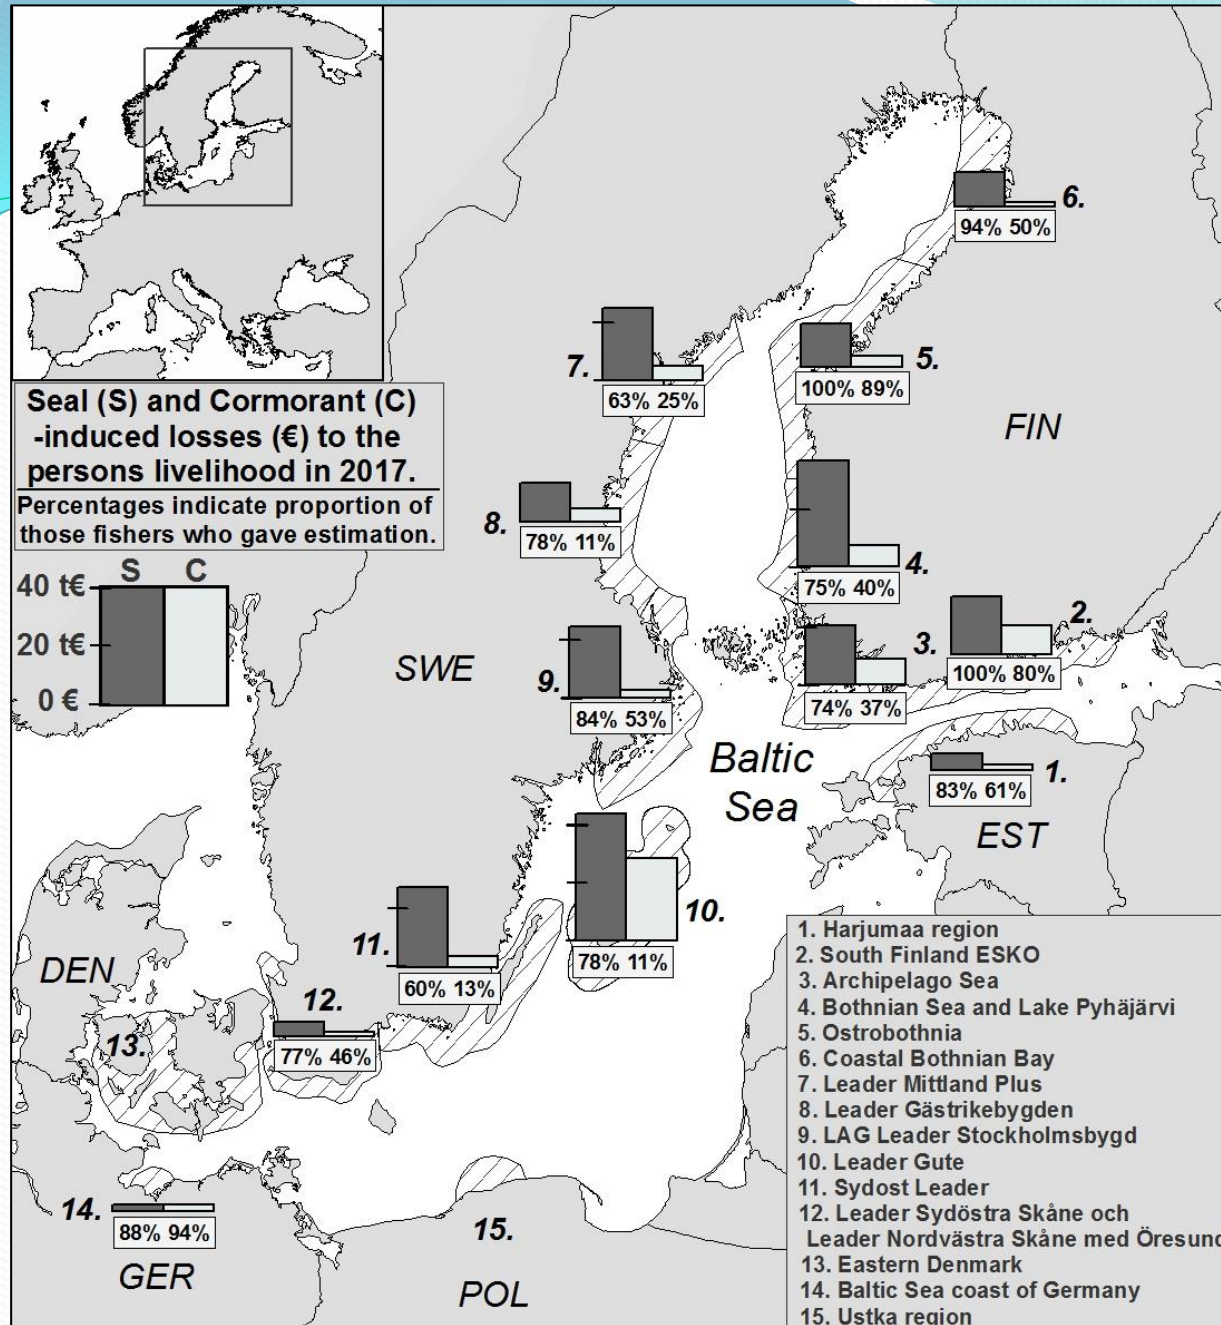 Seal (S) and Cormorant (C)
-induced losses (€) to the
persons livelihood in 2017.
Percentages indicate proportion of
those fishers who gave estimation.
S C
40 t€
20 t€
0 €
6.
94% 50%
7.
63% 25%
5.
100% 89%
FIN
8.
78% 11%
4.
75% 40%
SWE
9.
84% 53%
3.
74% 37%
2.
100% 80%
Baltic
Sea
1.
83% 61%
EST
10.
78% 11%
11.
60% 13%
DEN
12.
77% 46%
13.
14.
88% 94%
GER
15.
POL
1. Harjumaa region
2. South Finland ESKO
3. Archipelago Sea
4. Bothnian Sea and Lake Pyhäjärvi
5. Ostrobothnia
6. Coastal Bothnian Bay
7. Leader Mittland Plus
8. Leader Gästrikebygden
9. LAG Leader Stockholmsbygd
10. Leader Gute
11. Sydost Leader
12. Leader Sydöstra Skåne och
Leader Nordvästra Skåne med Öresund
13. Eastern Denmark
14. Baltic Sea coast of Germany
15. Ustka region